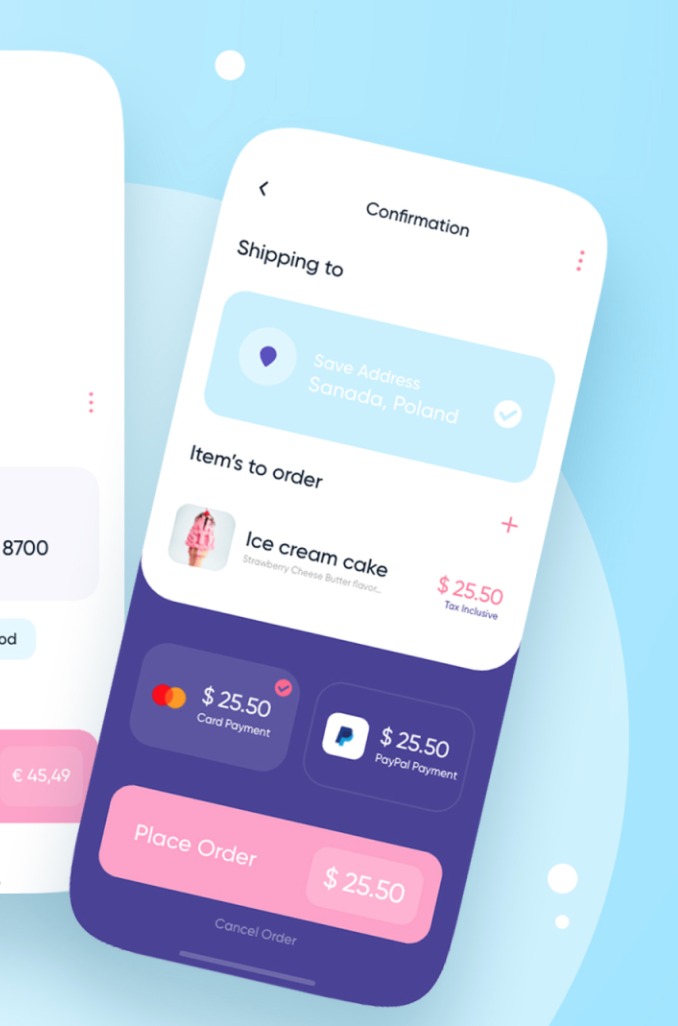 Confirmation
Shipping to
Save Address
Sanada, Poland
Item's to order
Ice cream cake
Strawberry Cheese Butter flavor...
$ 25.50
Tax Inclusive
$ 25.50
Card Payment
$ 25.50
PayPal Payment
Place Order
$ 25.50
Cancel Order
8700
od
€ 45,49